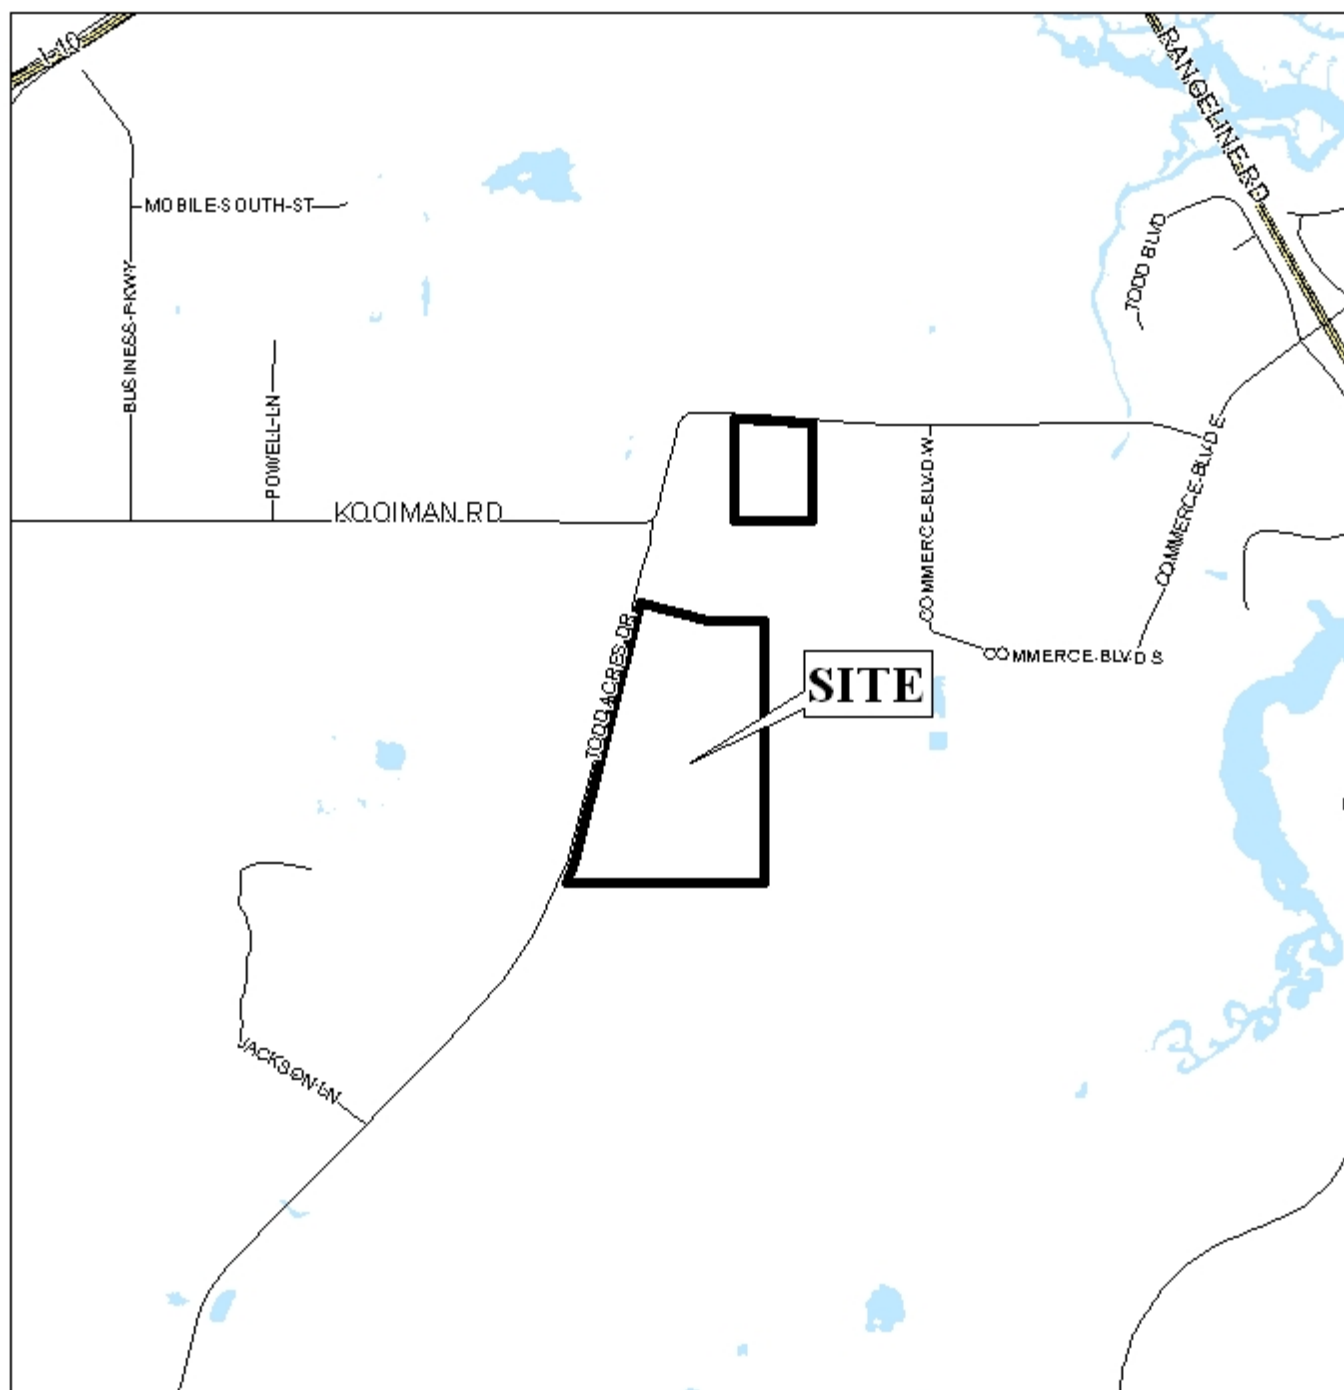 I-10
RANGELINE RD
MOBILE SOUTH ST
TODD BLVD
BUSINESS PKWY
POWELL LN
KOOIMAN RD
COMMERCE BLVD W
COMMERCE BLVD E
TODD ACRES DR
COMMERCE BLVD S
SITE
JACKSON LN